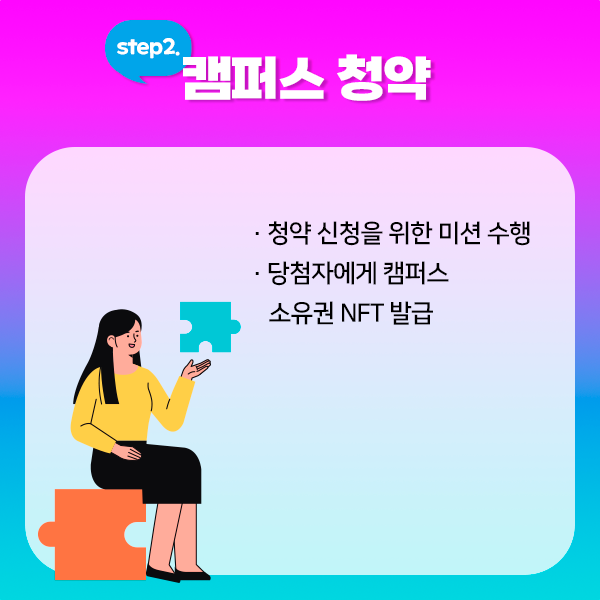 step2.
캠퍼스 청약
· 청약 신청을 위한 미션 수행
· 당첨자에게 캠퍼스
소유권 NFT 발급